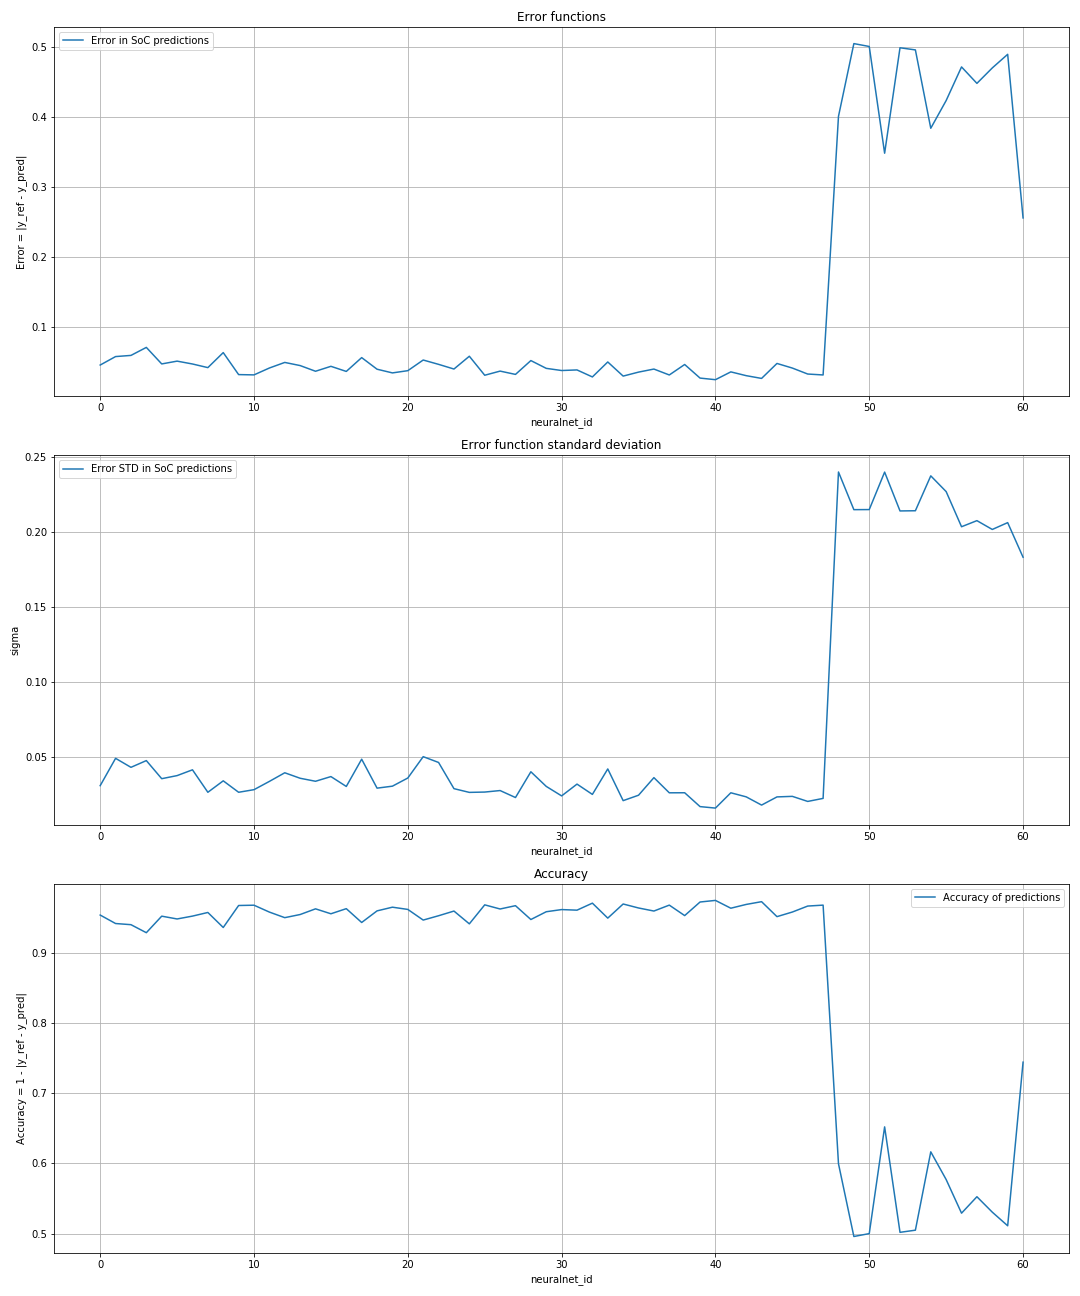 Error functions
Error in SoC predictions
0.5
0.4
0.3
0.2
0.1
Error = |y_ref - y_pred|
0 10 20 30 40 50 60
neuralnet_id
Error function standard deviation
Error STD in SoC predictions
0.25
0.20
0.15
0.10
0.05
sigma
0 10 20 30 40 50 60
neuralnet_id
Accuracy
Accuracy of predictions
0.9
0.8
0.7
0.6
0.5
Accuracy = 1 - |y_ref - y_pred|
0 10 20 30 40 50 60
neuralnet_id